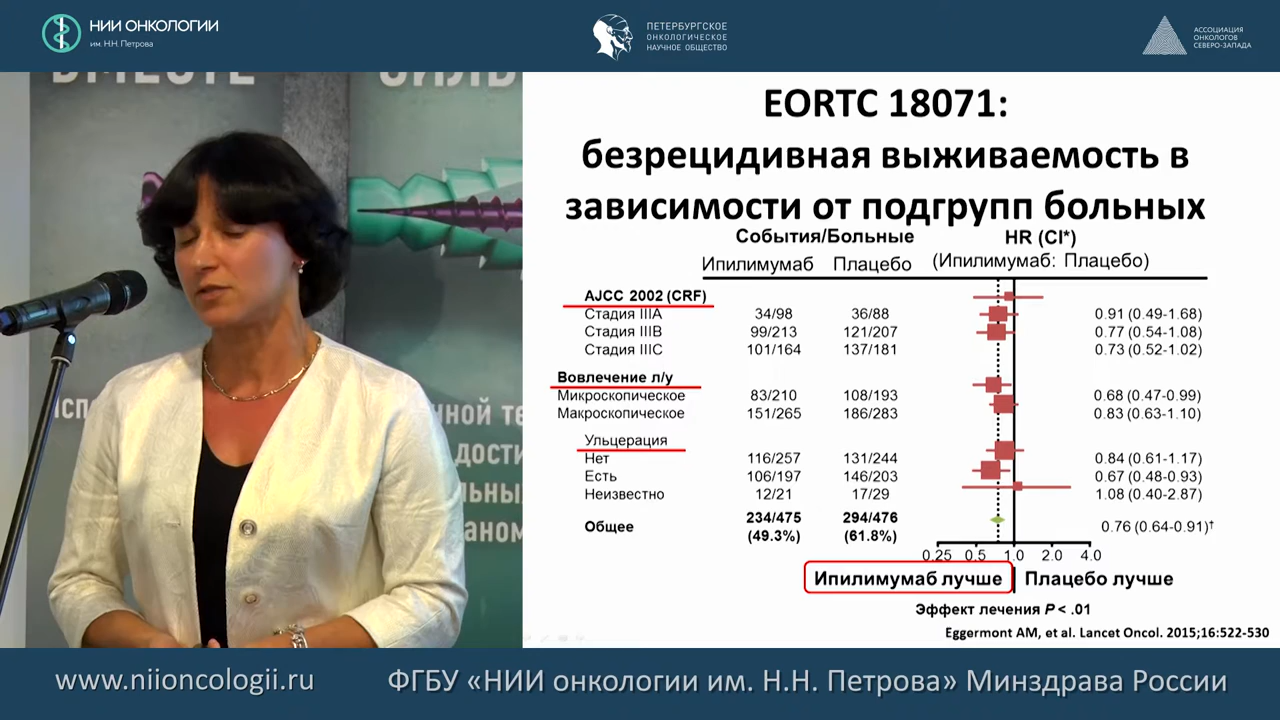 НИИ ОНКОЛОГИИ
им. Н.Н. Петрова
ПЕТЕРБУРГСКОЕ
ОНКОЛОГИЧЕСКОЕ
НАУЧНОЕ ОБЩЕСТВО
АССОЦИАЦИЯ
ОНКОЛОГОВ
СЕВЕРО-ЗАПАДА
ВМЕСТЕ
EORTC 18071:
безрецидивная выживаемость в
зависимости от подгрупп больных
События/Больные HR (CI*)
Ипилимумаб Плацебо (Ипилимумаб: Плацебо)
AJCC 2002 (CRF)
Стадия IIIA 34/98 36/88 0.91 (0.49-1.68)
Стадия IIIB 99/213 121/207 0.77 (0.54-1.08)
Стадия IIIC 101/164 137/181 0.73 (0.52-1.02)
Вовлечение л/у
Микроскопическое 83/210 108/193 0.68 (0.47-0.99)
Макроскопическое 151/265 186/283 0.83 (0.63-1.10)
Ульцерация
Нет 116/257 131/244 0.84 (0.61-1.17)
Есть 106/197 146/203 0.67 (0.48-0.93)
Неизвестно 12/21 17/29 1.08 (0.40-2.87)
Общее 234/475 294/476 0.76 (0.64-0.91)†
(49.3%) (61.8%)
0.25 0.5 1.0 2.0 4.0
Ипилимумаб лучше Плацебо лучше
Эффект лечения P < .01
Eggermont AM, et al. Lancet Oncol. 2015;16:522-530
www.niioncologii.ru ФГБУ «НИИ онкологии им. Н.Н. Петрова» Минздрава России